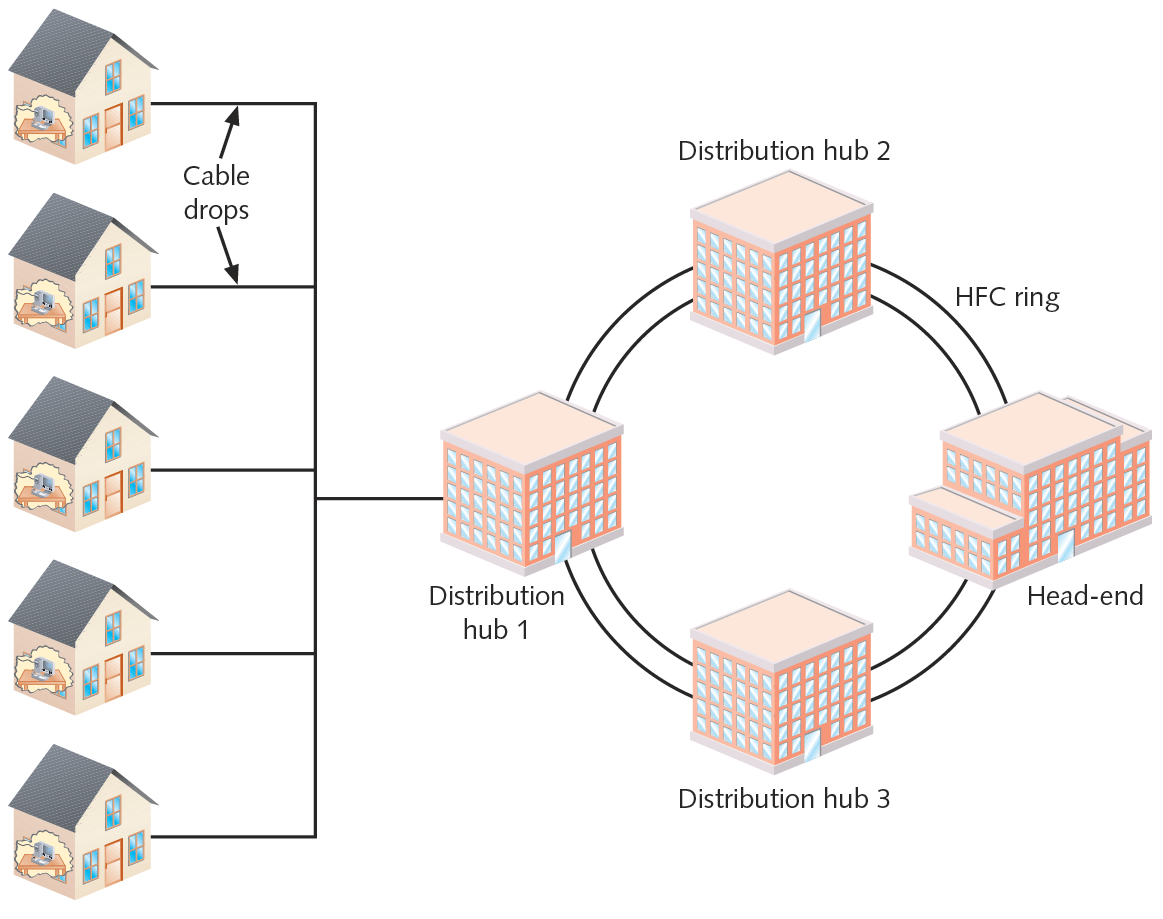 Cable
drops
Distribution hub 2
HFC ring
Distribution
hub 1
Head-end
Distribution hub 3